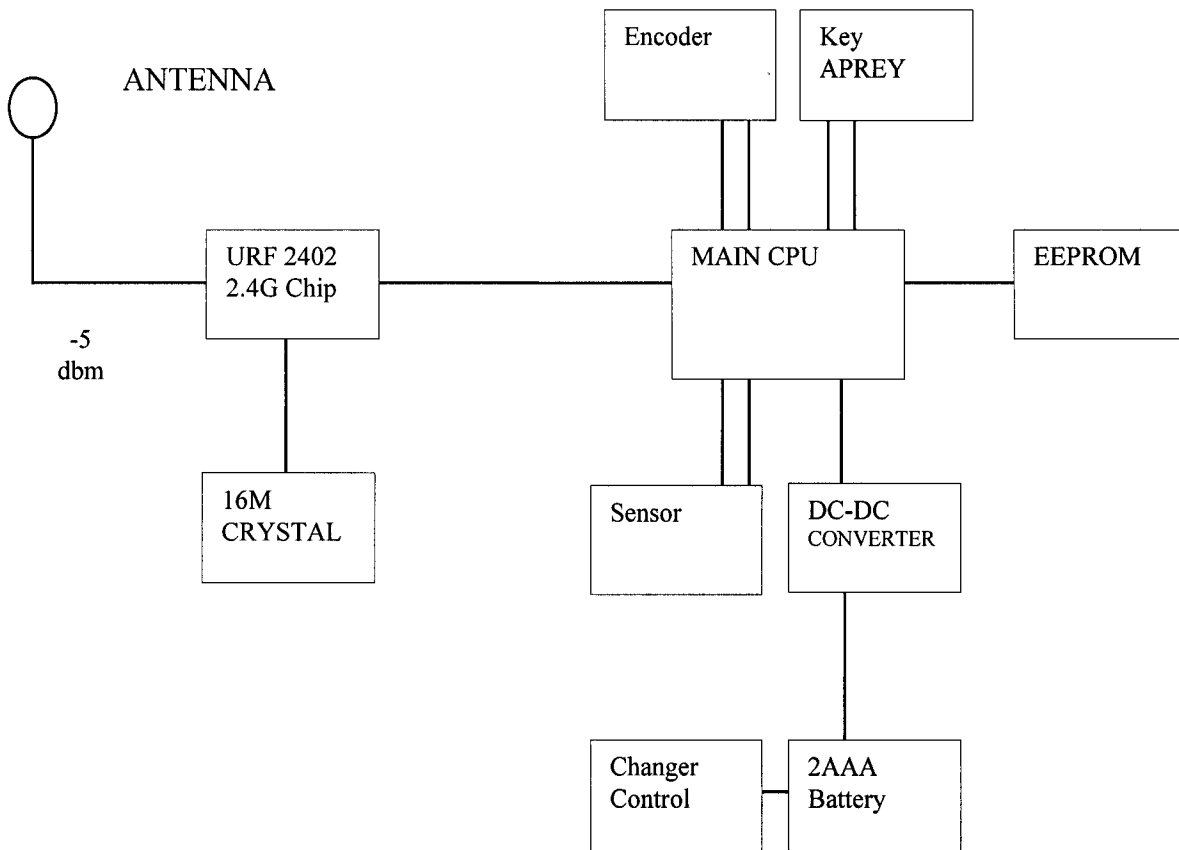 Encoder
Key
APREY
ANTENNA
URF 2402
2.4G Chip
MAIN CPU
EEPROM
-5
dbm
16M
CRYSTAL
Sensor
DC-DC
CONVERTER
Changer
Control
2AAA
Battery